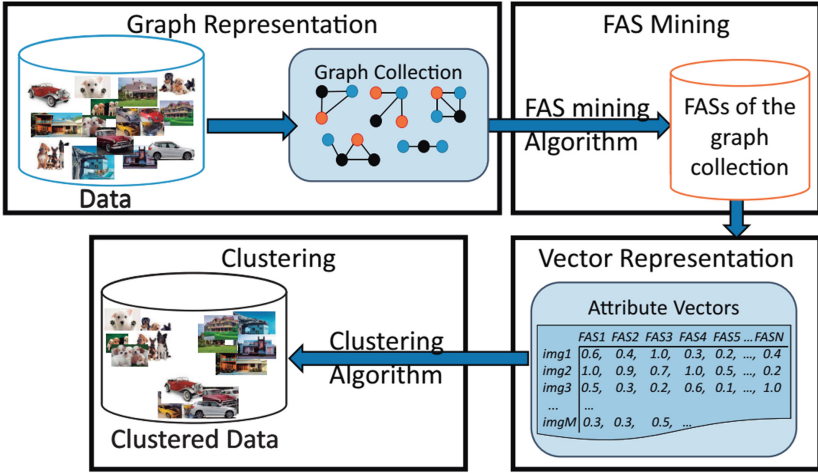 Graph Representation
Data
Graph Collection
FAS Mining
FAS mining
Algorithm
FASs of the
graph
collection
Vector Representation
Attribute Vectors
FAS1 FAS2 FAS3 FAS4 FAS5 ... FASN
img1 0.6, 0.4, 1.0, 0.3, 0.2, ..., 0.4
img2 1.0, 0.9, 0.7, 1.0, 0.5, ..., 0.2
img3 0.5, 0.3, 0.2, 0.6, 0.1, ..., 1.0
... ...
imgM 0.3, 0.3, 0.5, ...
Clustering
Algorithm
Clustering
Clustered Data